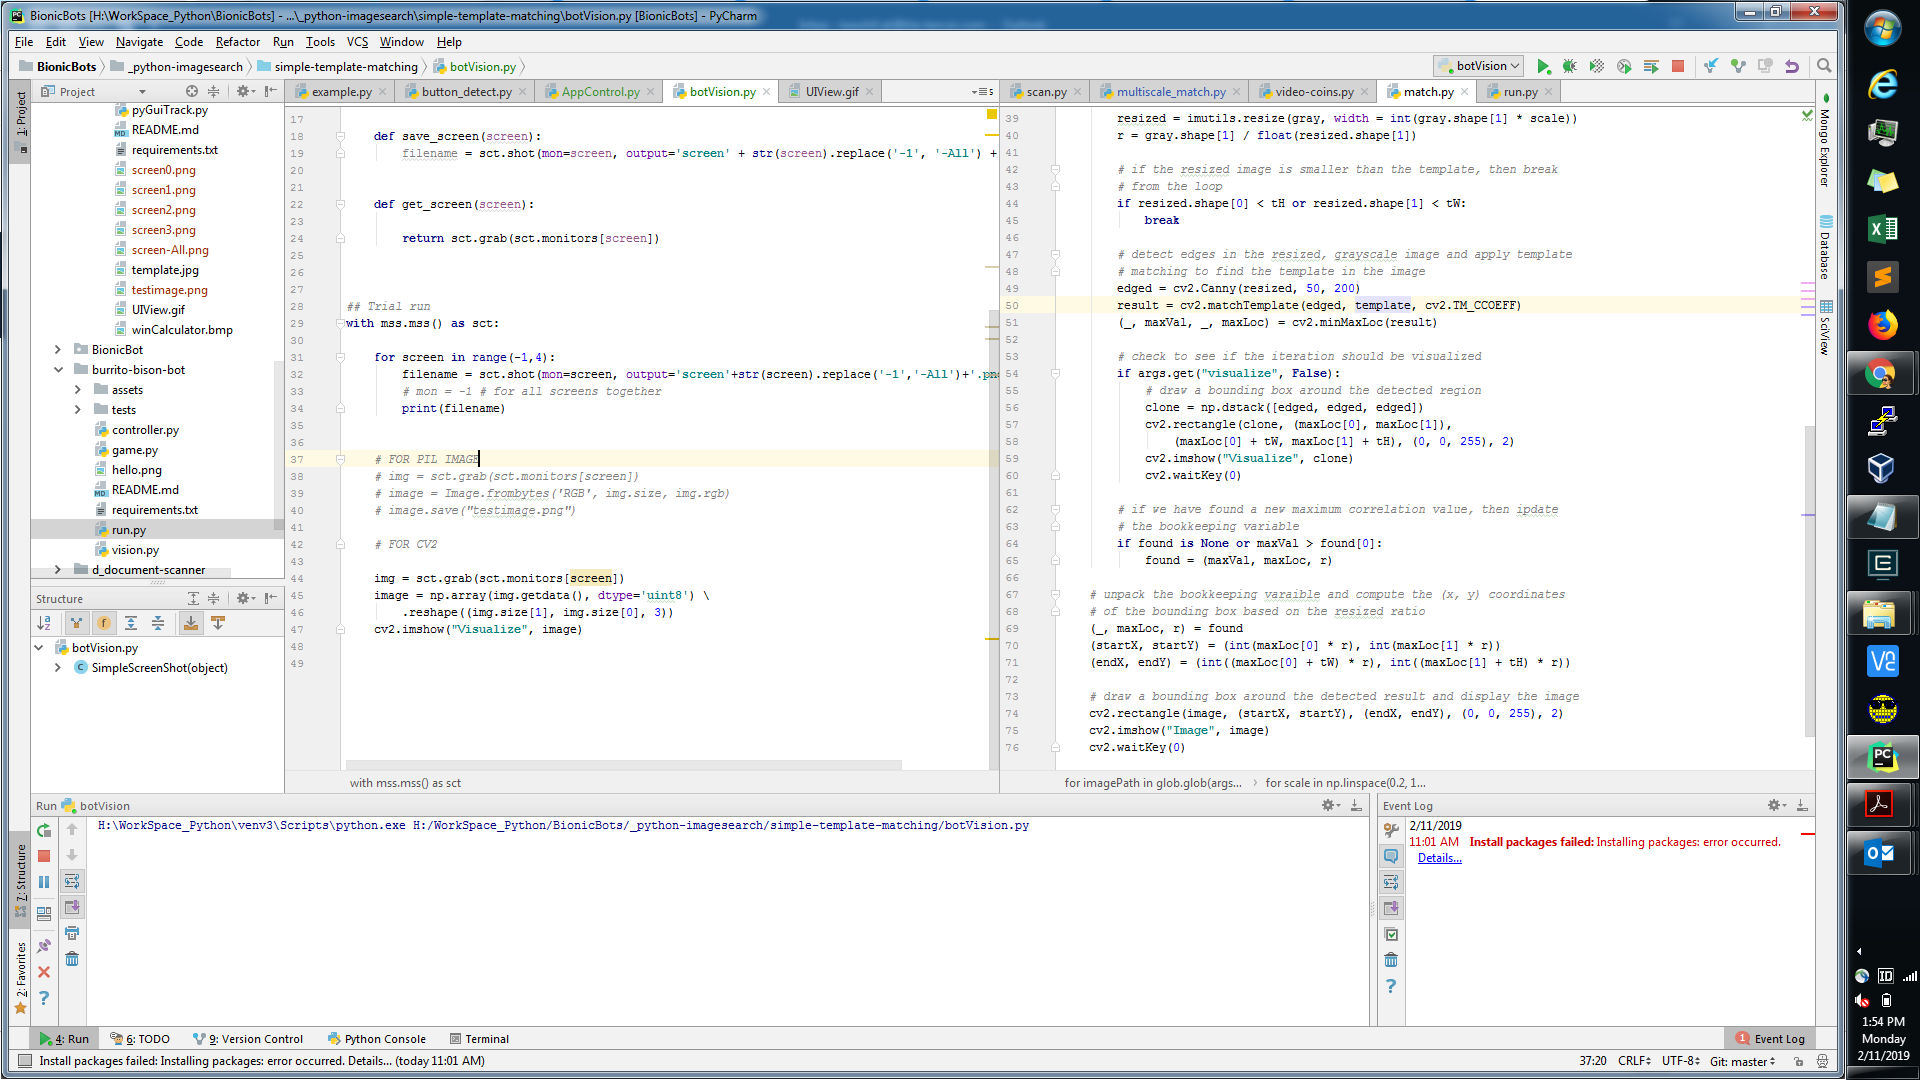 BionicBots [H:\WorkSpace_Python\BionicBots] - ...\_python-imagesearch\simple-template-matching\botVision.py [BionicBots] - PyCharm
File Edit View Navigate Code Refactor Run Tools VCS Window Help
BionicBots _python-imagesearch simple-template-matching botVision.py
botVision
1: Project
Project
pyGuiTrack.py
README.md
requirements.txt
screen0.png
screen1.png
screen2.png
screen3.png
screen-All.png
template.jpg
testimage.png
UIView.gif
winCalculator.bmp
BionicBot
burrito-bison-bot
assets
tests
controller.py
game.py
hello.png
README.md
requirements.txt
run.py
vision.py
d_document-scanner
Structure
botVision.py
SimpleScreenShot(object)
example.py button_detect.py AppControl.py botVision.py UIView.gif
17
18 def save_screen(screen):
19 filename = sct.shot(mon=screen, output='screen' + str(screen).replace('-1', '-All') +
20
21
22 def get_screen(screen):
23
24 return sct.grab(sct.monitors[screen])
25
26
27
28 ## Trial run
29 with mss.mss() as sct:
30
31 for screen in range(-1,4):
32 filename = sct.shot(mon=screen, output='screen'+str(screen).replace('-1','-All')+'.pn
33 # mon = -1 # for all screens together
34 print(filename)
35
36
37 # FOR PIL IMAGE
38 # img = sct.grab(sct.monitors[screen])
39 # image = Image.frombytes('RGB', img.size, img.rgb)
40 # image.save("testimage.png")
41
42 # FOR CV2
43
44 img = sct.grab(sct.monitors[screen])
45 image = np.array(img.getdata(), dtype='uint8') \
46 .reshape((img.size[1], img.size[0], 3))
47 cv2.imshow("Visualize", image)
48
49
with mss.mss() as sct
scan.py multiscale_match.py video-coins.py match.py run.py
39 resized = imutils.resize(gray, width = int(gray.shape[1] * scale))
40 r = gray.shape[1] / float(resized.shape[1])
41
42 # if the resized image is smaller than the template, then break
43 # from the loop
44 if resized.shape[0] < tH or resized.shape[1] < tW:
45 break
46
47 # detect edges in the resized, grayscale image and apply template
48 # matching to find the template in the image
49 edged = cv2.Canny(resized, 50, 200)
50 result = cv2.matchTemplate(edged, template, cv2.TM_CCOEFF)
51 (_, maxVal, _, maxLoc) = cv2.minMaxLoc(result)
52
53 # check to see if the iteration should be visualized
54 if args.get("visualize", False):
55 # draw a bounding box around the detected region
56 clone = np.dstack([edged, edged, edged])
57 cv2.rectangle(clone, (maxLoc[0], maxLoc[1]),
58 (maxLoc[0] + tW, maxLoc[1] + tH), (0, 0, 255), 2)
59 cv2.imshow("Visualize", clone)
60 cv2.waitKey(0)
61
62 # if we have found a new maximum correlation value, then ipdate
63 # the bookkeeping variable
64 if found is None or maxVal > found[0]:
65 found = (maxVal, maxLoc, r)
66
67 # unpack the bookkeeping varaible and compute the (x, y) coordinates
68 # of the bounding box based on the resized ratio
69 (_, maxLoc, r) = found
70 (startX, startY) = (int(maxLoc[0] * r), int(maxLoc[1] * r))
71 (endX, endY) = (int((maxLoc[0] + tW) * r), int((maxLoc[1] + tH) * r))
72
73 # draw a bounding box around the detected result and display the image
74 cv2.rectangle(image, (startX, startY), (endX, endY), (0, 0, 255), 2)
75 cv2.imshow("Image", image)
76 cv2.waitKey(0)
for imagePath in glob.glob(args... for scale in np.linspace(0.2, 1...
Mongo Explorer
Database
SciView
Run botVision
H:\WorkSpace_Python\venv3\Scripts\python.exe H:/WorkSpace_Python/BionicBots/_python-imagesearch/simple-template-matching/botVision.py
Event Log
2/11/2019
11:01 AM Install packages failed: Installing packages: error occurred.
Details...
7: Structure
2: Favorites
4: Run 6: TODO 9: Version Control Python Console Terminal
1 Event Log
Install packages failed: Installing packages: error occurred. Details... (today 11:01 AM)
37:20 CRLF UTF-8 Git: master
1:54 PM
Monday
2/11/2019